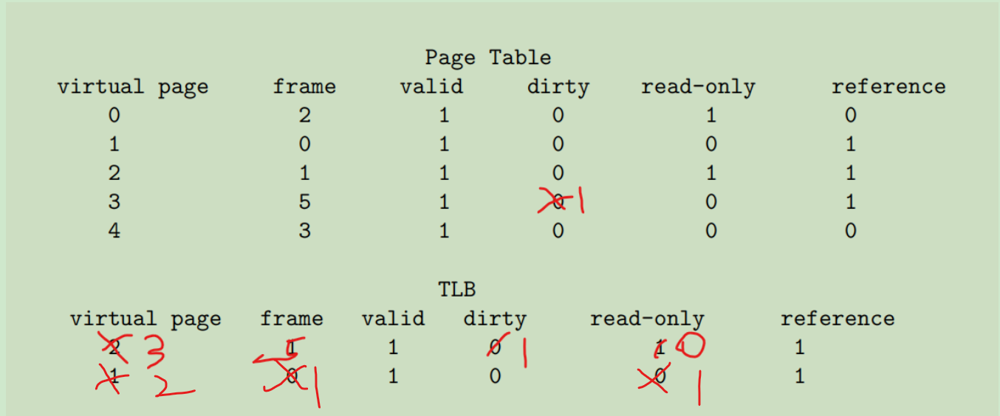 Page Table
virtual page frame valid dirty read-only reference
0 2 1 0 1 0
1 0 1 0 0 1
2 1 1 0 1 1
3 5 1 0 1 0 1
4 3 1 0 0 0
TLB
virtual page frame valid dirty read-only reference
2 3 1 5 1 0 1 1 0 1
1 2 0 1 1 0 0 1 1